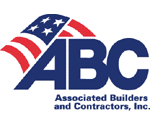 ABC
Associated Builders
and Contractors, Inc.